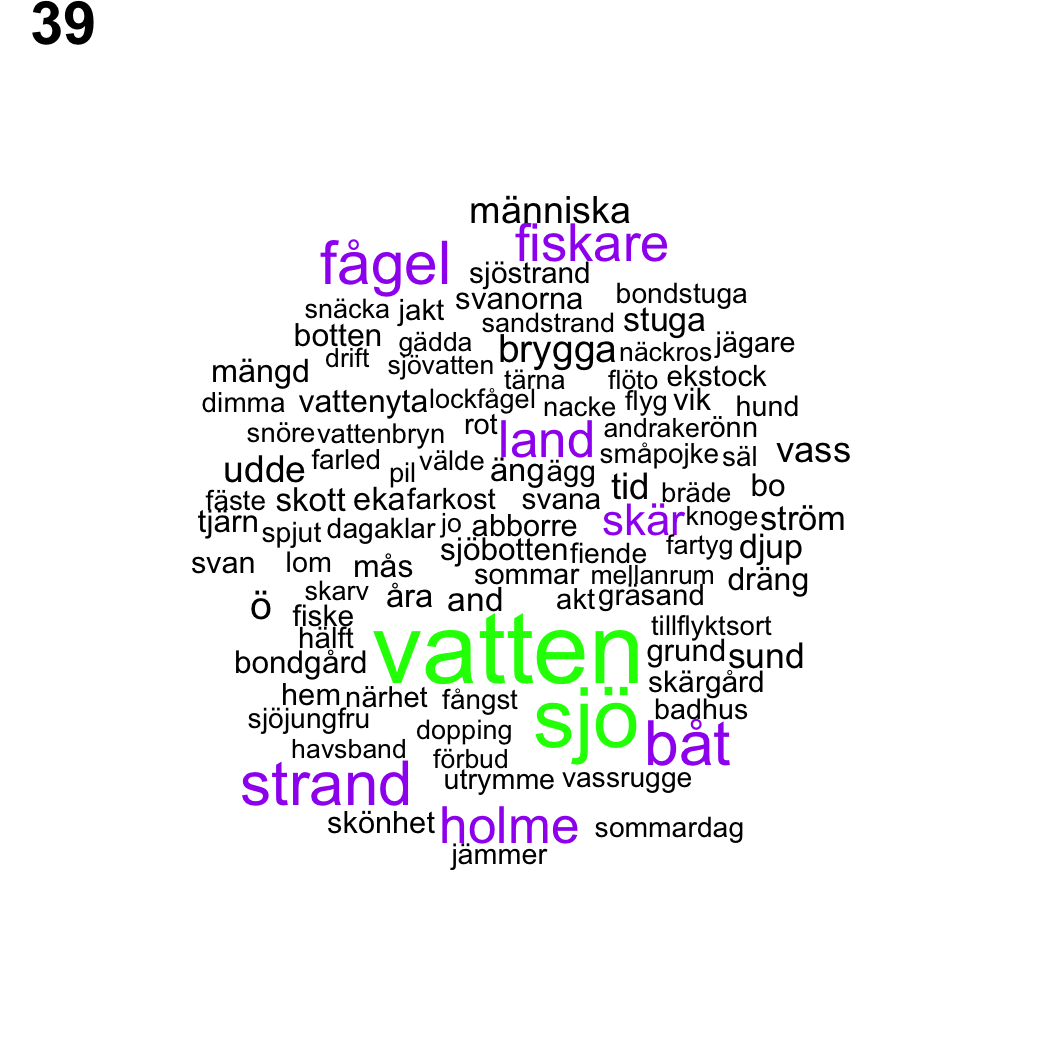 39
människa
fågel fiskare
sjöstrand
snäcka jakt svanorna bondstuga
botten gädda sandstrand stuga
mängd drift sjövatten brygga näckros jägare
tärna flöto ekstock
dimma vattenyta lockfågel nacke flyg vik hund
snöre vattenbryn rot land andrake rönn
udde farled pil välde äng ägg småpojke säl vass
fäste skott eka farkost svana tid bräde bo
tjärn spjut dagaklar jo abborre skär knoge ström
sjöbotten fiende fartyg djup
svan lom mås sommar mellanrum dräng
ö skarv åra and akt gräsand
fiske
hälft vatten tillflyktsort
bondgård grund sund
hem närhet fångst skärgård
sjöjungfru dopping sjö badhus
havsband förbud båt
strand utrymme vassrugge
skönhet holme sommardag
jämmer